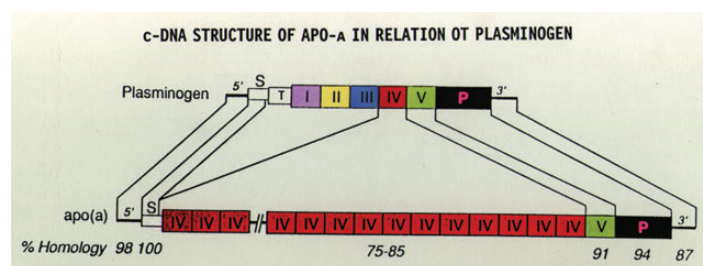 c-DNA STRUCTURE OF APO-A IN RELATION OT PLASMINOGEN
Plasminogen 5' S T I II III IV V P 3'
apo(a) 5' S IV IV IV IV IV IV IV IV IV IV IV IV IV IV V P 3'
% Homology 98 100 75-85 91 94 87